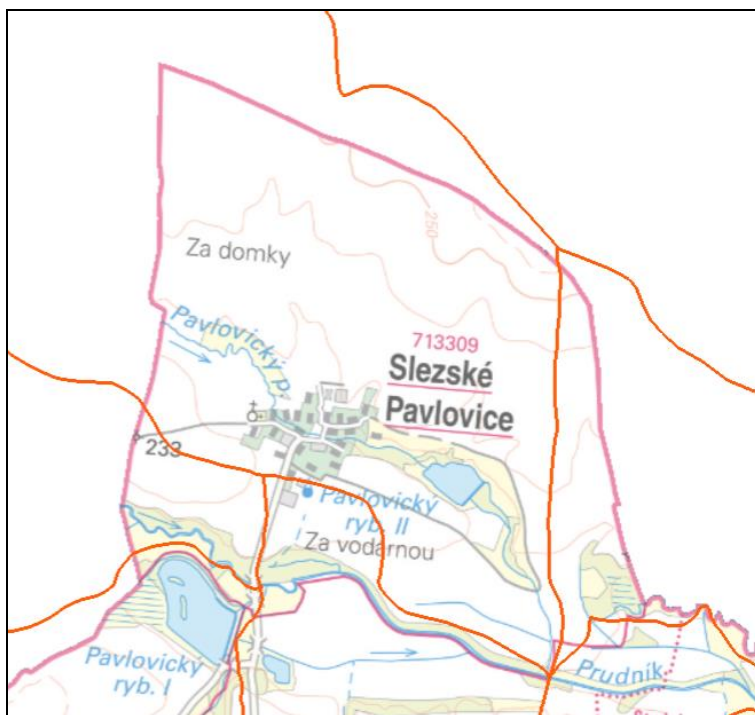 250
Za domky
Pavlovický p.
713309
Slezské
Pavlovice
233
Pavlovický
ryb. II
Za vodárnou
Pavlovický
ryb. I
Prudník